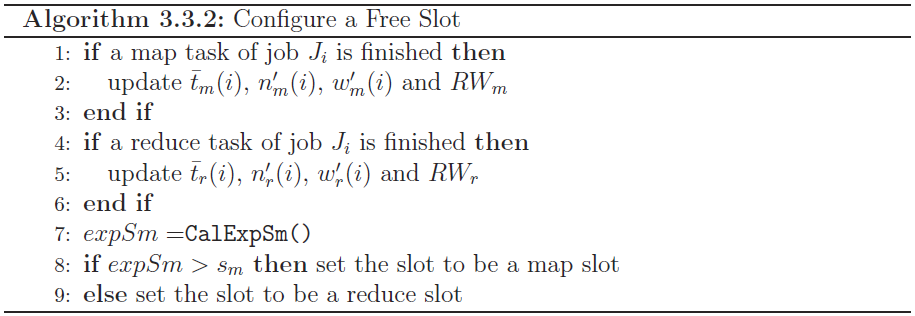 Algorithm 3.3.2: Configure a Free Slot
1: if a map task of job J_i is finished then
2: update t̄_m(i), n′_m(i), w′_m(i) and RW_m
3: end if
4: if a reduce task of job J_i is finished then
5: update t̄_r(i), n′_r(i), w′_r(i) and RW_r
6: end if
7: expSm =CalExpSm()
8: if expSm > s_m then set the slot to be a map slot
9: else set the slot to be a reduce slot